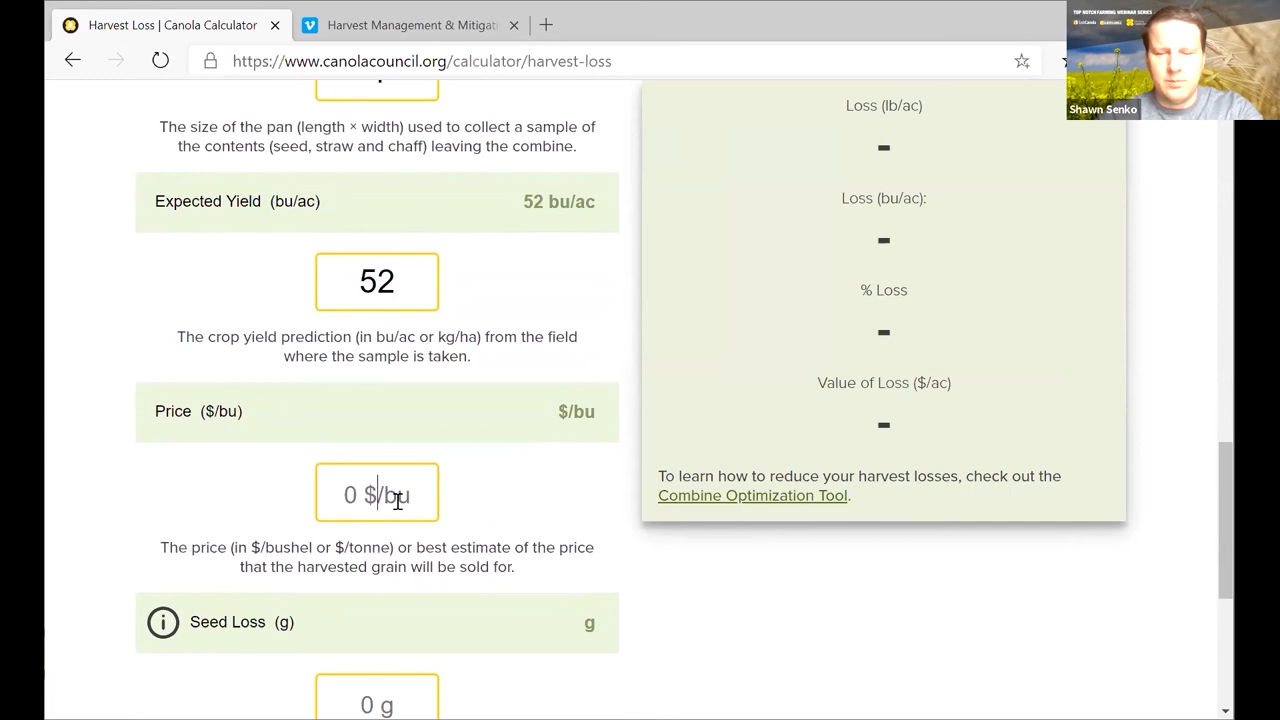 Harvest Loss | Canola Calculator
Harvest
& Mitigat
https://www.canolacouncil.org/calculator/harvest-loss
TOP NOTCH FARMING WEBINAR SERIES
Shawn Senko
The size of the pan (length × width) used to collect a sample of
the contents (seed, straw and chaff) leaving the combine.
Expected Yield (bu/ac)
52 bu/ac
52
The crop yield prediction (in bu/ac or kg/ha) from the field
where the sample is taken.
Price ($/bu)
$/bu
0 $/bu
The price (in $/bushel or $/tonne) or best estimate of the price
that the harvested grain will be sold for.
i
Seed Loss (g)
g
0 g
Loss (lb/ac)
-
Loss (bu/ac):
-
% Loss
-
Value of Loss ($/ac)
-
To learn how to reduce your harvest losses, check out the
Combine Optimization Tool.